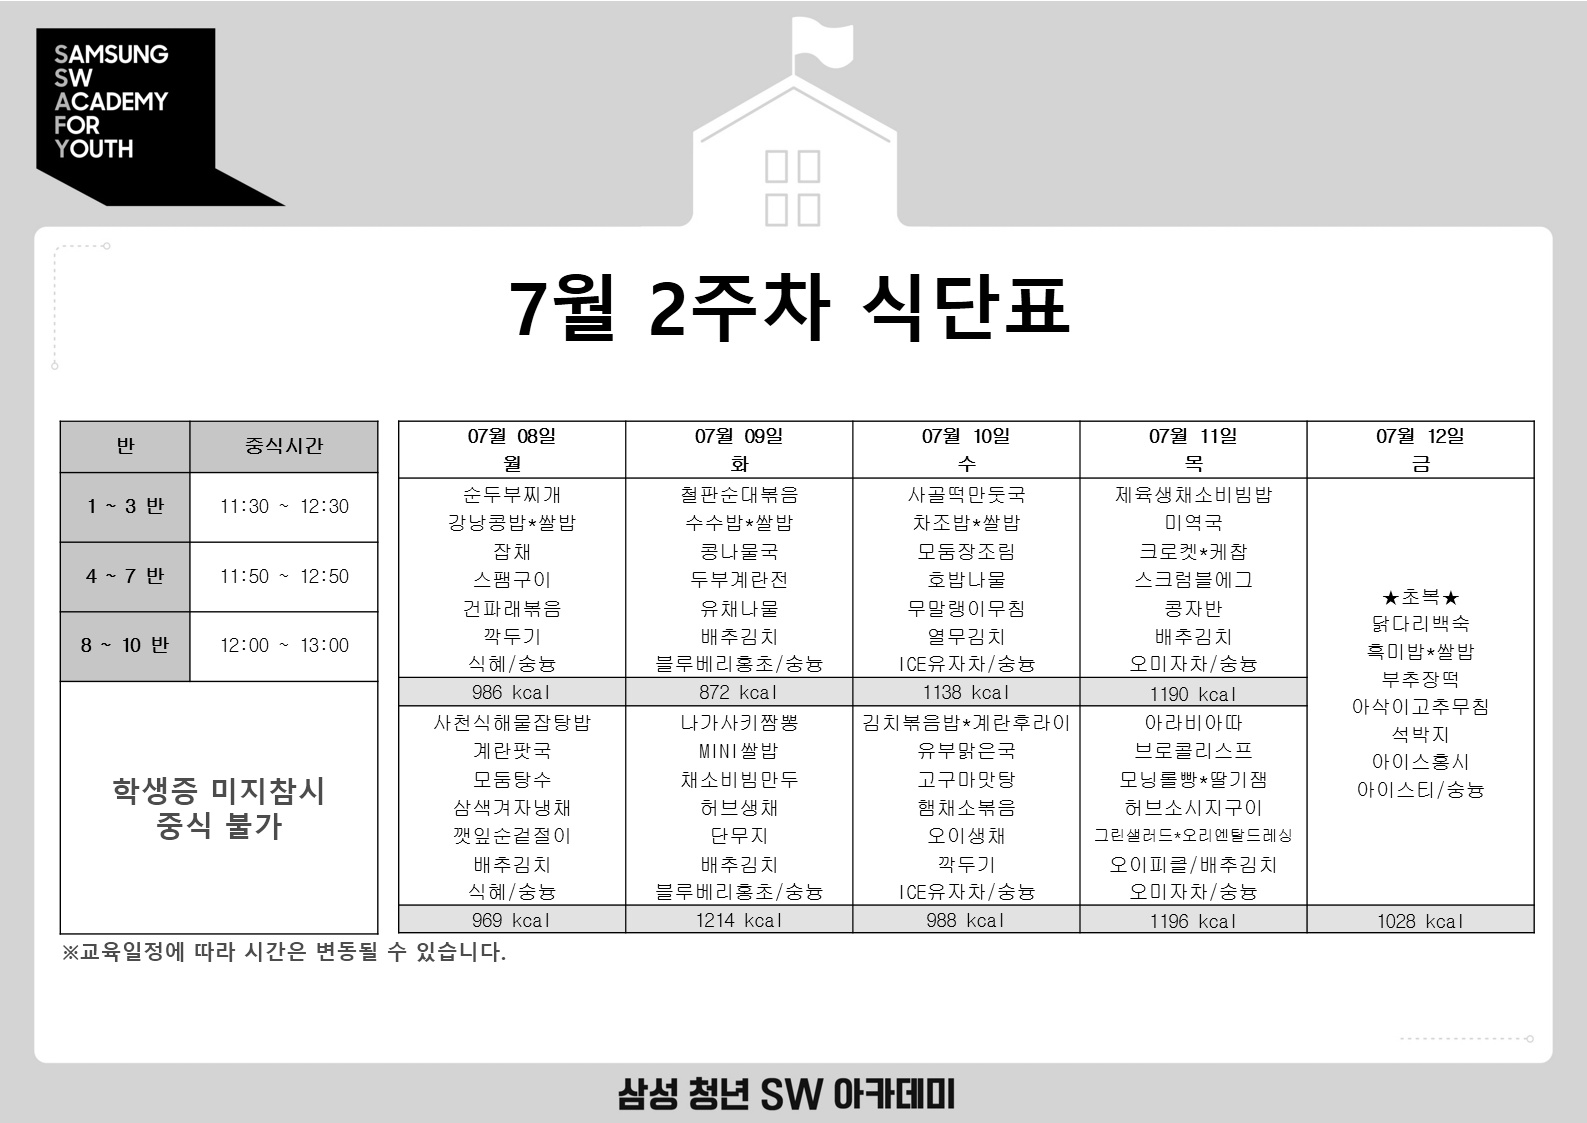 SAMSUNG
SW
ACADEMY
FOR
YOUTH
7월 2주차 식단표
반 중식시간
1 ~ 3 반 11:30 ~ 12:30
4 ~ 7 반 11:50 ~ 12:50
8 ~ 10 반 12:00 ~ 13:00
학생증 미지참시
중식 불가
07월 08일
월
순두부찌개
강낭콩밥*쌀밥
잡채
스팸구이
건파래볶음
깍두기
식혜/숭늉
986 kcal
사천식해물잡탕밥
계란팟국
모둠탕수
삼색겨자냉채
깻잎순겉절이
배추김치
식혜/숭늉
969 kcal
07월 09일
화
철판순대볶음
수수밥*쌀밥
콩나물국
두부계란전
유채나물
배추김치
블루베리홍초/숭늉
872 kcal
나가사키짬뽕
MINI쌀밥
채소비빔만두
허브생채
단무지
배추김치
블루베리홍초/숭늉
1214 kcal
07월 10일
수
사골떡만둣국
차조밥*쌀밥
모둠장조림
호박나물
무말랭이무침
열무김치
ICE유자차/숭늉
1138 kcal
김치볶음밥*계란후라이
유부맑은국
고구마맛탕
햄채소볶음
오이생채
깍두기
ICE유자차/숭늉
988 kcal
07월 11일
목
제육생채소비빔밥
미역국
크로켓*케찹
스크럼블에그
콩자반
배추김치
오미자차/숭늉
1190 kcal
아라비아따
브로콜리스프
모닝롤빵*딸기잼
허브소시지구이
그린샐러드*오리엔탈드레싱
오이피클/배추김치
오미자차/숭늉
1196 kcal
07월 12일
금
★초복★
닭다리백숙
흑미밥*쌀밥
부추장떡
아삭이고추무침
석박지
아이스홍시
아이스티/숭늉
1028 kcal
※교육일정에 따라 시간은 변동될 수 있습니다.
삼성 청년 SW 아카데미